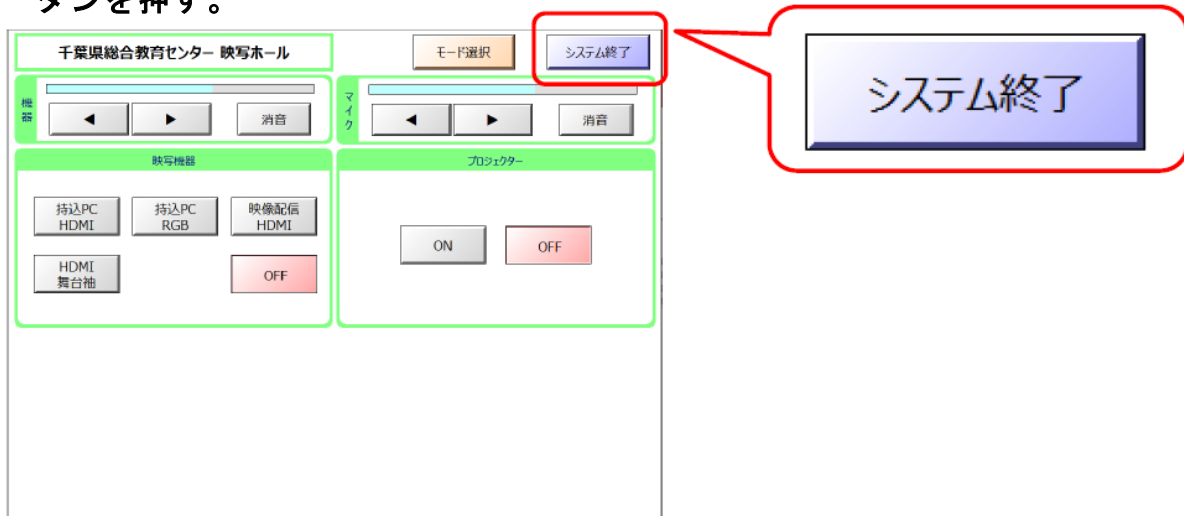 タンを押す。
千葉県総合教育センター 映写ホール
モード選択
システム終了
システム終了
機器
◀
▶
消音
マイク
◀
▶
消音
映写機器
プロジェクター
持込PC
HDMI
持込PC
RGB
映像配信
HDMI
HDMI
舞台袖
OFF
ON
OFF